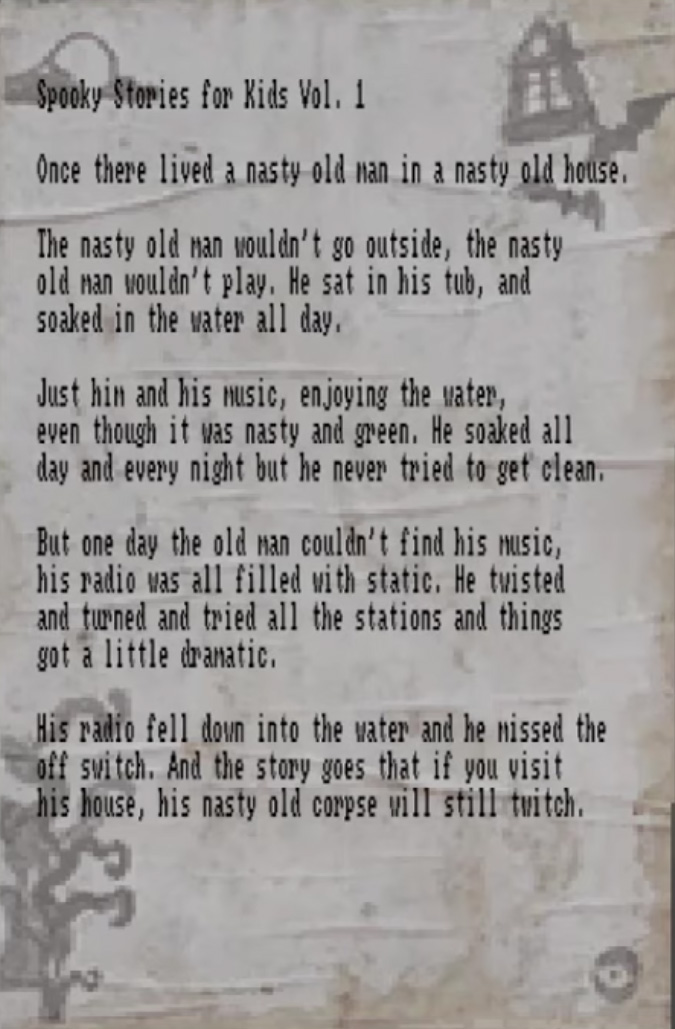 Spooky Stories for Kids Vol. 1
Once there lived a nasty old man in a nasty old house.
The nasty old man wouldn't go outside, the nasty
old man wouldn't play. He sat in his tub, and
soaked in the water all day.
Just him and his music, enjoying the water,
even though it was nasty and green. He soaked all
day and every night but he never tried to get clean.
But one day the old man couldn't find his music,
his radio was all filled with static. He twisted
and turned and tried all the stations and things
got a little dramatic.
His radio fell down into the water and he missed the
off switch. And the story goes that if you visit
his house, his nasty old corpse will still twitch.